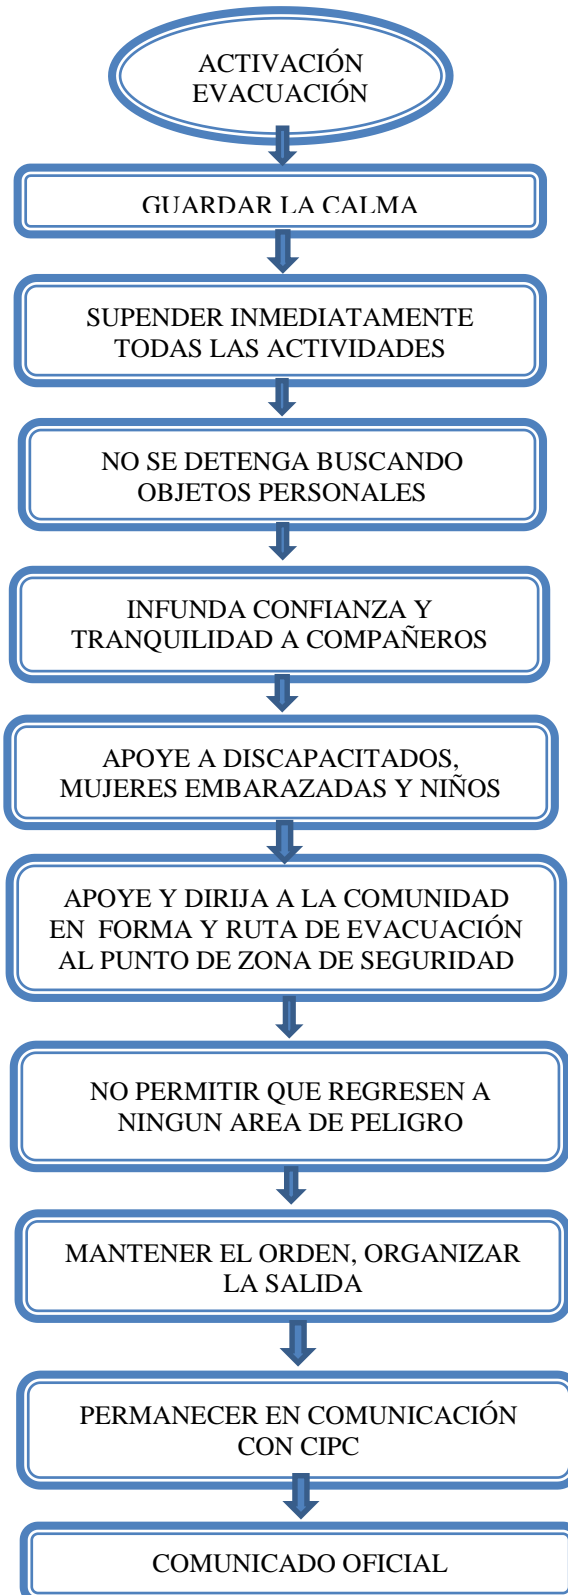 ACTIVACIÓN
EVACUACIÓN
GUARDAR LA CALMA
SUPENDER INMEDIATAMENTE
TODAS LAS ACTIVIDADES
NO SE DETENGA BUSCANDO
OBJETOS PERSONALES
INFUNDA CONFIANZA Y
TRANQUILIDAD A COMPAÑEROS
APOYE A DISCAPACITADOS,
MUJERES EMBARAZADAS Y NIÑOS
APOYE Y DIRIJA A LA COMUNIDAD
EN FORMA Y RUTA DE EVACUACIÓN
AL PUNTO DE ZONA DE SEGURIDAD
NO PERMITIR QUE REGRESEN A
NINGUN AREA DE PELIGRO
MANTENER EL ORDEN, ORGANIZAR
LA SALIDA
PERMANECER EN COMUNICACIÓN
CON CIPC
COMUNICADO OFICIAL